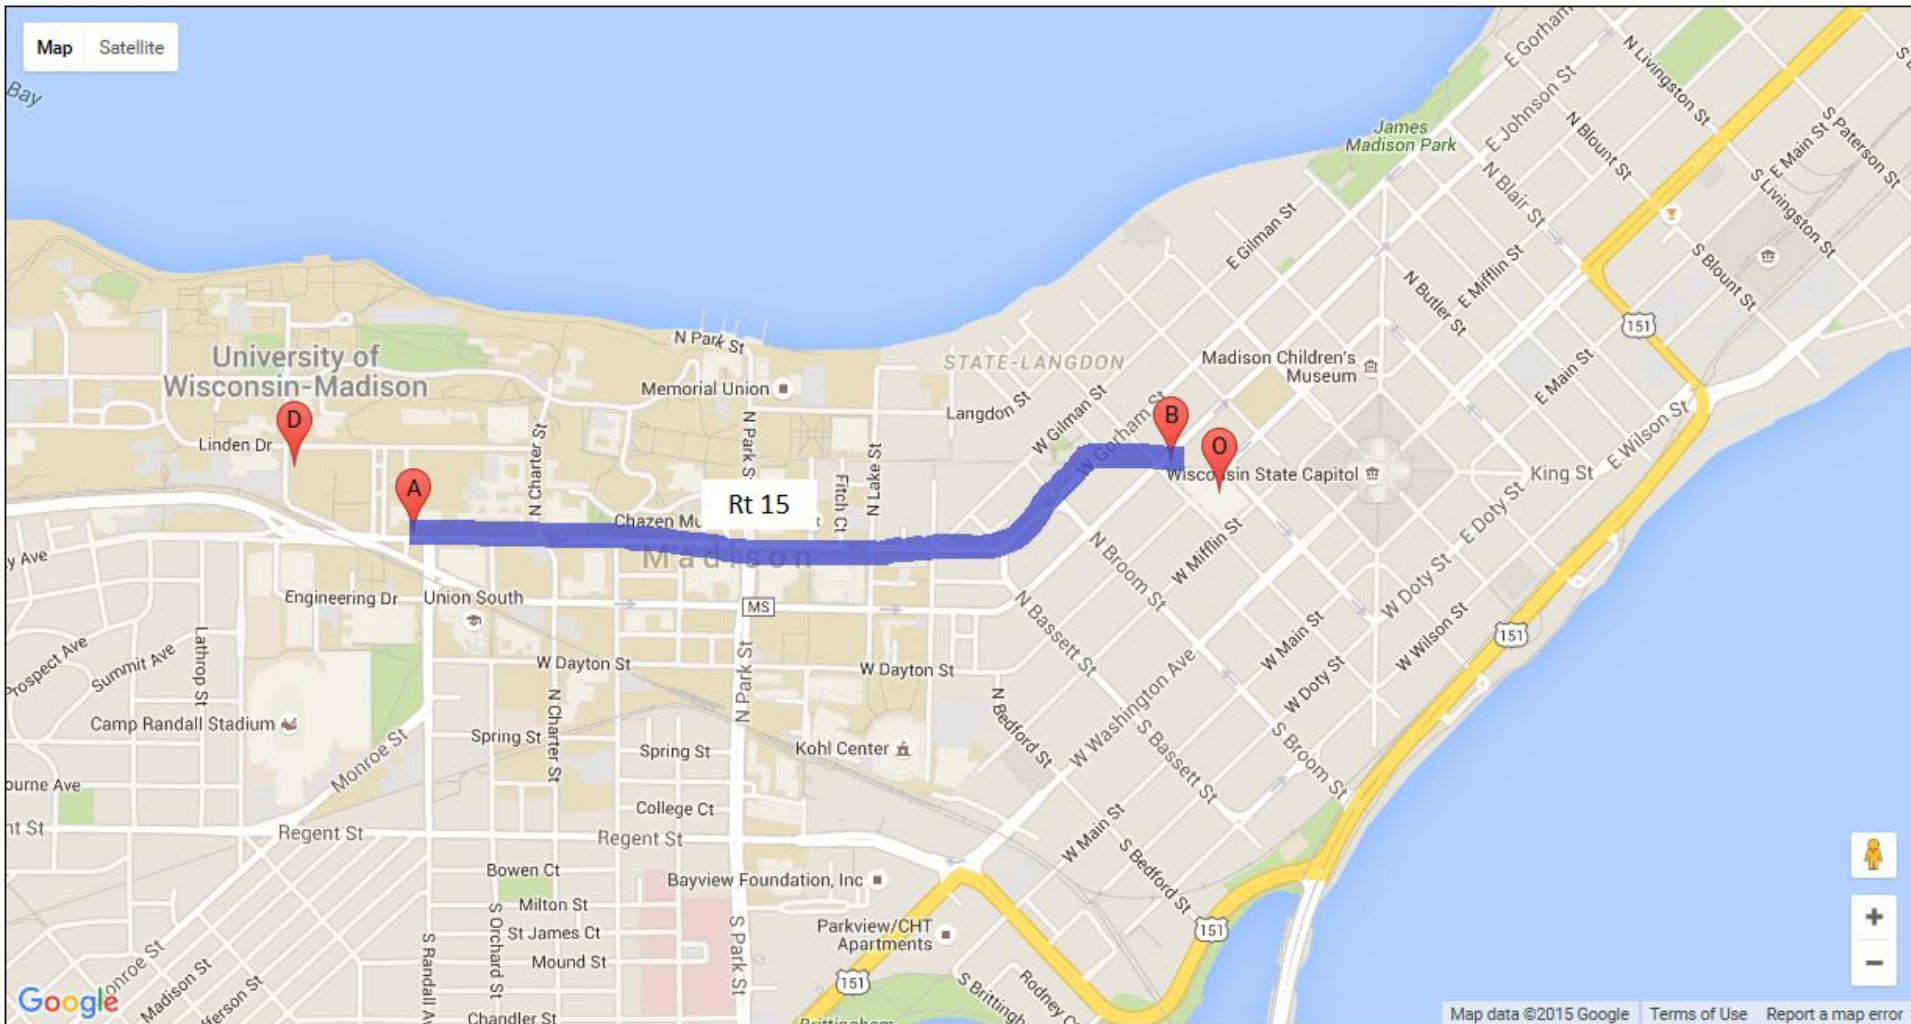 Map Satellite
Bay
E Gorham
N Livingston St
E Johnson St
S Paterson St
N Blount St
E Main St
James
Madison Park
S Livingston St
N Blair St
E Gilman St
S Blount St
E Mifflin St
N Butler St
151
N Park St
University of
Wisconsin-Madison
STATE-LANGDON
Madison Children's
Museum
E Main St
Memorial Union
Langdon St
W Gilman St
W Gorham St
B
D
Linden Dr
N Charter St
N Park S
N Lake St
O
Wisconsin State Capitol
King St
E Wilson St
A
Rt 15
Fitch Ct
Chazen Mu
t
E Doty St
Madison
N Broom St
W Mifflin St
W Doty St
y Ave
Engineering Dr
Union South
MS
N Bassett St
W Main St
W Wilson St
151
Lathrop St
Prospect Ave
Summit Ave
W Dayton St
W Dayton St
N Park St
W Doty St
W Washington Ave
N Charter St
N Bedford St
S Bassett St
S Broom St
Camp Randall Stadium
Monroe St
Spring St
Spring St
Kohl Center
ourne Ave
College Ct
nt St
Regent St
Regent St
W Main St
S Bedford St
Bowen Ct
Bayview Foundation, Inc
Milton St
S Orchard St
St James Ct
S Park St
Parkview/CHT
Apartments
151
S Randall Av
Mound St
onroe St
Madison St
fferson St
151
S Brittingh
Rodney C
Chandler St
Brittingham
Google
+
−
Map data ©2015 Google Terms of Use Report a map error